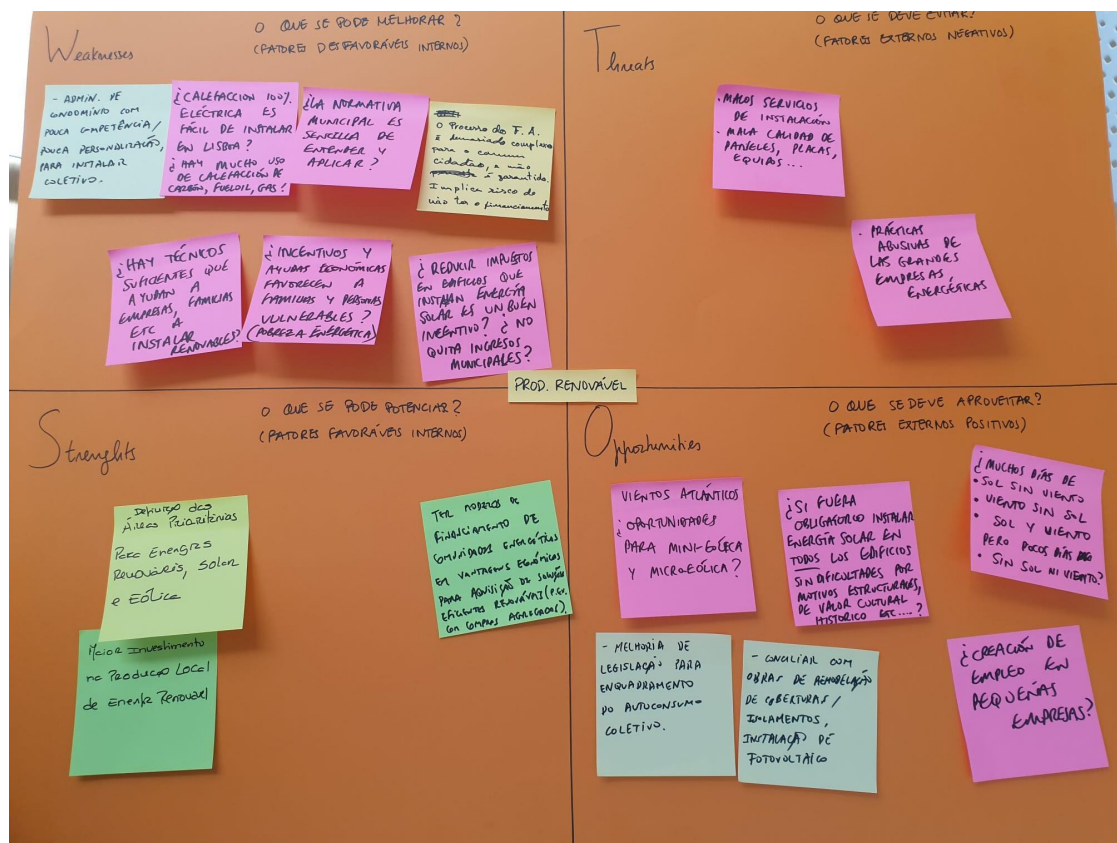 Weaknesses
O QUE SE PODE MELHORAR?
(FATORES DESFAVORÁVEIS INTERNOS)
- ADMIN. DE
CONDOMÍNIO COM
POUCA COMPETÊNCIA/
POUCA PERSONALIZAÇÃO,
PARA INSTALAR
COLETIVO.
¿CALEFACCION 100%
ELÉCTRICA ES
FÁCIL DE INSTALAR
EN LISBOA?
¿HAY MUCHO USO
DE CALEFACCIÓN DE
CARBÓN, FUELOIL, GAS?
¿LA NORMATIVA
MUNICIPAL ES
SENCILLA DE
ENTENDER Y
APLICAR?
O Processo do F. A.
é demasiado complexo
para o comum
cidadão, e não
é garantido.
Implica risco de
não ter o financiamento
¿HAY TÉCNICOS
SUFICENTES QUE
AYUDAN A
EMPRESAS, FAMILIAS
ETC A
INSTALAR
RENOVABLES?
¿INCENTIVOS Y
AYUDAS ECONÓMICAS
FAVORECEN A
FAMILIAS Y PERSONAS
VULNERABLES?
(POBREZA ENERGÉTICA)
¿REDUCIR IMPUESTOS
EN EDIFICIOS QUE
INSTALAN ENERGÍA
SOLAR ES UN BUEN
INCENTIVO? ¿NO
QUITA INGRESOS
MUNICIPALES?
Threats
O QUE SE DEVE EVITAR?
(FATORES EXTERNOS NEGATIVOS)
· MALOS SERVICIOS
DE INSTALACIÓN
· MALA CALIDAD DE
PANELES, PLACAS,
EQUIPOS...
· PRÁCTICAS
ABUSIVAS DE
LAS GRANDES
EMPRESAS
ENERGÉTICAS
PROD. RENOVÁVEL
Strenghts
O QUE SE PODE POTENCIAR?
(FATORES FAVORÁVEIS INTERNOS)
Definição das
Áreas Prioritárias
Para Energias
Renováveis, Solar
e Eólica
Maior Investimento
na Produção Local
de Energia Renovável
TER MODELOS DE
FINANCIAMENTO DE
COMUNIDADES ENERGÉTICAS
EM VANTAGENS ECONÓMICAS
PARA AQUISIÇÃO DE SOLUÇÕES
EFICIENTES RENOVÁVEIS (P.EX.
COM COMPRAS AGREGADAS).
Opportunities
O QUE SE DEVE APROVEITAR?
(FATORES EXTERNOS POSITIVOS)
VIENTOS ATLÁNTICOS
¿OPORTUNIDADES
PARA MINI-EÓLICA
Y MICRO-EÓLICA?
¿SI FUERA
OBLIGATORIO INSTALAR
ENERGÍA SOLAR EN
TODOS LOS EDIFICIOS
SIN DIFICULTADES POR
MOTIVOS ESTRUCTURALES,
DE VALOR CULTURAL
HISTORICO ETC....?
¿MUCHOS DÍAS DE
• SOL SIN VIENTO
• VIENTO SIN SOL
• SOL Y VIENTO
PERO POCOS DÍAS
• SIN SOL NI VIENTO?
- MELHORIA DE
LEGISLAÇÃO PARA
ENQUADRAMENTO
DO AUTOCONSUMO
COLETIVO.
- CONCILIAR COM
OBRAS DE REMODELAÇÃO
DE COBERTURAS/
ISOLAMENTOS,
INSTALAÇÃO DE
FOTOVOLTAICO
¿CREACIÓN DE
EMPLEO EN
PEQUEÑAS
EMPRESAS?